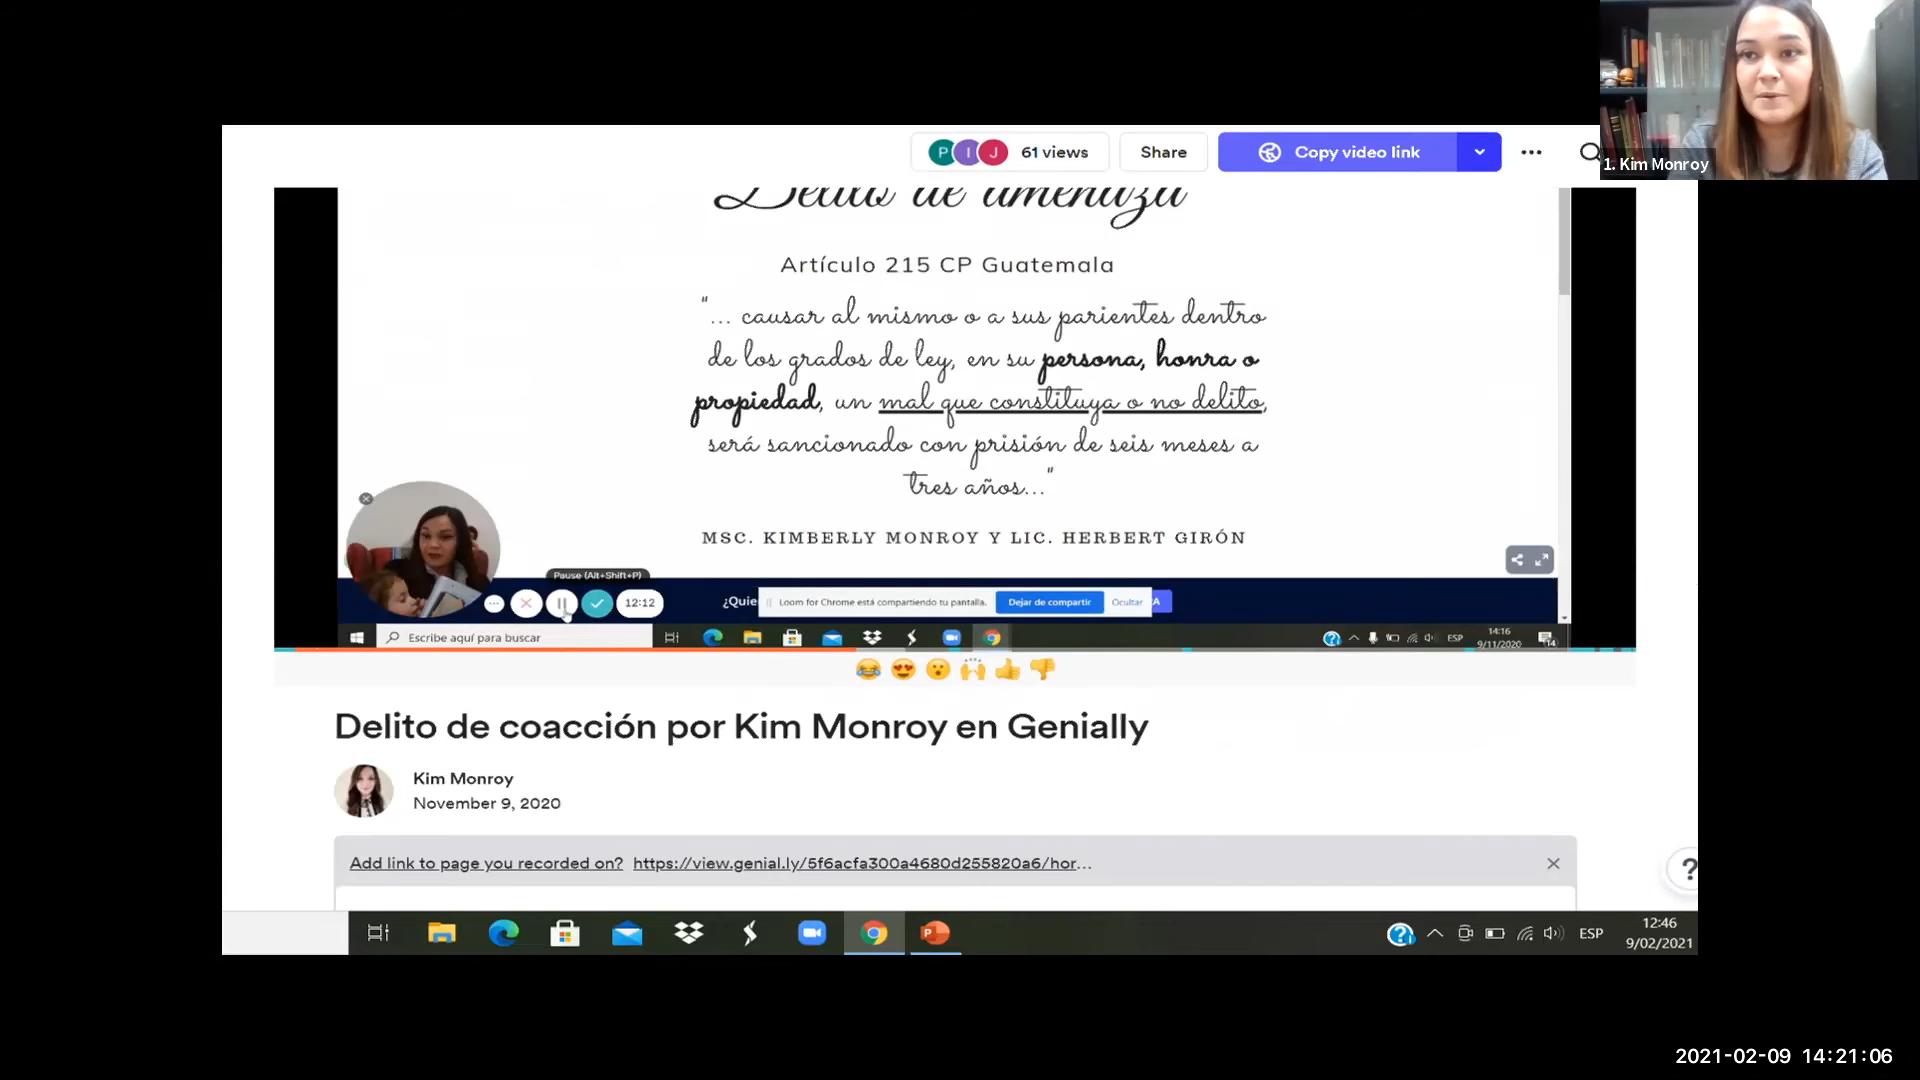 P I J 61 views Share Copy video link
1. Kim Monroy
Delito de amenaza
Artículo 215 CP Guatemala
"... causar al mismo o a sus parientes dentro
de los grados de ley, en su persona, honra o
propiedad, un mal que constituya o no delito,
será sancionado con prisión de seis meses a
tres años..."
MSC. KIMBERLY MONROY Y LIC. HERBERT GIRÓN
Pause (Alt+Shift+P)
12:12
¿Quie
Loom for Chrome está compartiendo tu pantalla. Dejar de compartir Ocultar
A
Escribe aquí para buscar
ESP
14:16
9/11/2020
14
Delito de coacción por Kim Monroy en Genially
Kim Monroy
November 9, 2020
Add link to page you recorded on? https://view.genial.ly/5f6acfa300a4680d255820a6/hor...
?
ESP
12:46
9/02/2021
2021-02-09 14:21:06